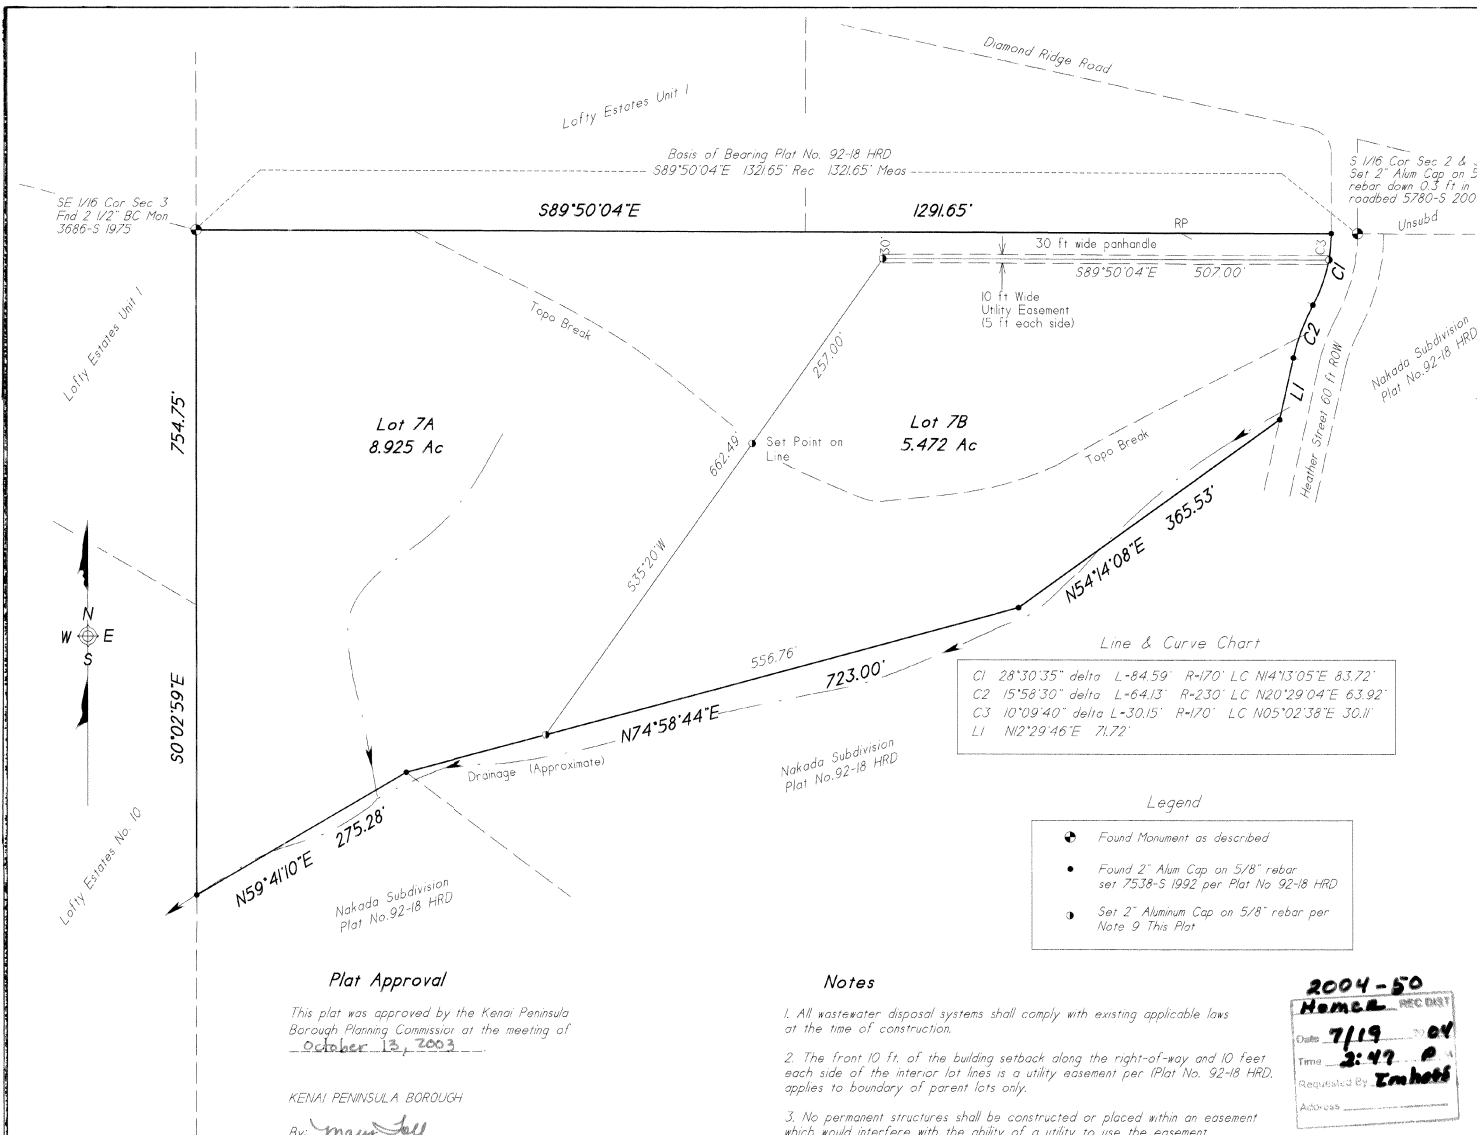 Diamond Ridge Road
Lofty Estates Unit 1
Basis of Bearing Plat No. 92-18 HRD
S89°50'04"E 1321.65' Rec 1321.65' Meas
S 1/16 Cor Sec 2 &
Set 2" Alum Cap on 5
rebar down 0.3 ft in
roadbed 5780-S 200
Unsubd
SE 1/16 Cor Sec 3
Fnd 2 1/2" BC Mon
3686-S 1975
S89°50'04"E
1291.65'
RP
30'
30 ft wide panhandle
C3
S89°50'04"E 507.00'
C1
10 ft Wide
Utility Easement
(5 ft each side)
Topo Break
C2
Lofty Estates Unit 1
257.00'
Heather Street 60 ft ROW
Nakada Subdivision
Plat No.92-18 HRD
L1
754.75'
Lot 7A
8.925 Ac
662.49'
Set Point on
Line
Lot 7B
5.472 Ac
Topo Break
365.53'
N54°14'08"E
S35°20'W
N
W E
S
556.76'
723.00'
N74°58'44"E
Line & Curve Chart
C1 28°30'35" delta L=84.59' R=170' LC N14°13'05"E 83.72'
C2 15°58'30" delta L=64.13' R=230' LC N20°29'04"E 63.92'
C3 10°09'40" delta L=30.15' R=170' LC N05°02'38"E 30.11'
L1 N12°29'46"E 71.72'
S0°02'59"E
Drainage (Approximate)
Nakada Subdivision
Plat No.92-18 HRD
Legend
Found Monument as described
Found 2" Alum Cap on 5/8" rebar
set 7538-S 1992 per Plat No 92-18 HRD
Set 2" Aluminum Cap on 5/8" rebar per
Note 9 This Plat
Lofty Estates No. 10
275.28'
N59°41'10"E
Nakada Subdivision
Plat No.92-18 HRD
Plat Approval
This plat was approved by the Kenai Peninsula
Borough Planning Commission at the meeting of
October 13, 2003
KENAI PENINSULA BOROUGH
By:
Notes
1. All wastewater disposal systems shall comply with existing applicable laws
at the time of construction.
2. The front 10 ft. of the building setback along the right-of-way and 10 feet
each side of the interior lot lines is a utility easement per (Plat No. 92-18 HRD.
applies to boundary of parent lots only.
3. No permanent structures shall be constructed or placed within an easement
which would interfere with the ability of a utility to use the easement.
2004-50
Homer REC DIST
Date 7/19 2004
Time 2:47 P M
Requested By Imhoff
Address